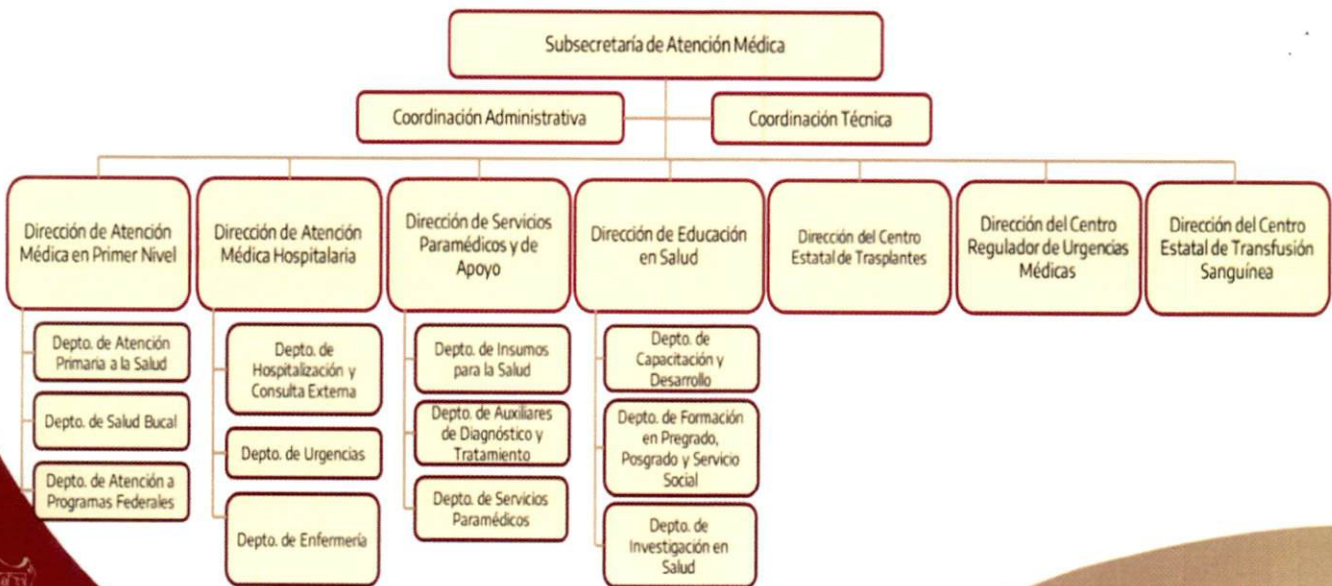 Subsecretaría de Atención Médica
Coordinación Administrativa
Coordinación Técnica
Dirección de Atención
Médica en Primer Nivel
Dirección de Atención
Médica Hospitalaria
Dirección de Servicios
Paramédicos y de
Apoyo
Dirección de Educación
en Salud
Dirección del Centro
Estatal de Trasplantes
Dirección del Centro
Regulador de Urgencias
Médicas
Dirección del Centro
Estatal de Transfusión
Sanguínea
Depto. de Atención
Primaria a la Salud
Depto. de Salud Bucal
Depto. de Atención a
Programas Federales
Depto. de
Hospitalización y
Consulta Externa
Depto. de Urgencias
Depto. de Enfermería
Depto. de Insumos
para la Salud
Depto. de Auxiliares
de Diagnóstico y
Tratamiento
Depto. de Servicios
Paramédicos
Depto. de
Capacitación y
Desarrollo
Depto. de Formación
en Pregrado,
Posgrado y Servicio
Social
Depto. de
Investigación en
Salud